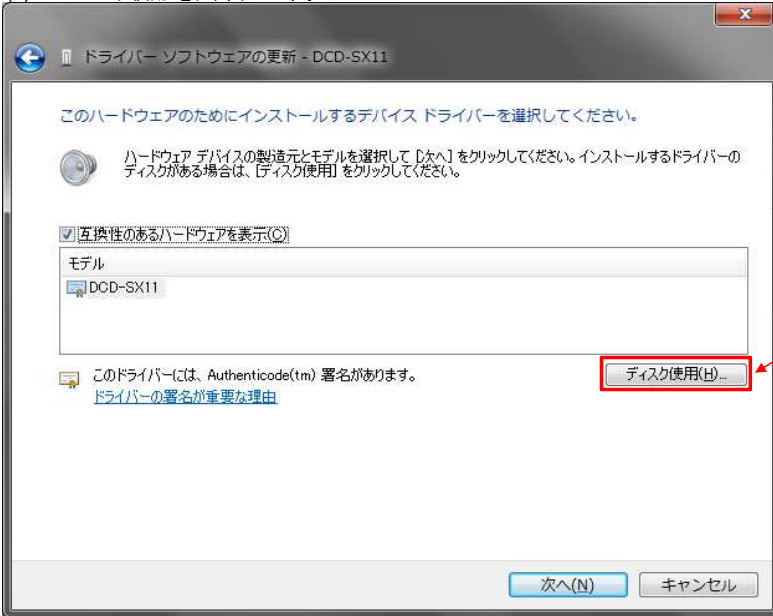 ドライバー ソフトウェアの更新 - DCD-SX11
このハードウェアのためにインストールするデバイス ドライバーを選択してください。
ハードウェア デバイスの製造元とモデルを選択して [次へ] をクリックしてください。インストールするドライバーの
ディスクがある場合は、[ディスク使用] をクリックしてください。
互換性のあるハードウェアを表示(C)
モデル
DCD-SX11
このドライバーには、Authenticode(tm) 署名があります。
ディスク使用(H)...
ドライバーの署名が重要な理由
次へ(N)
キャンセル